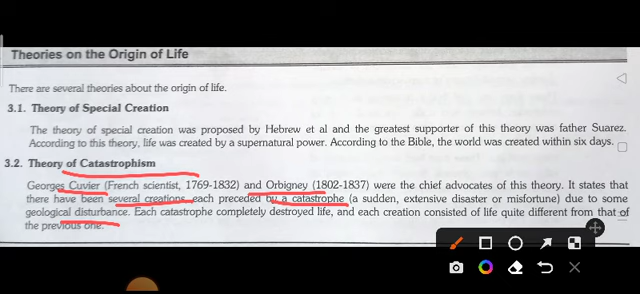 Theories on the Origin of Life
There are several theories about the origin of life.
3.1. Theory of Special Creation
The theory of special creation was proposed by Hebrew et al and the greatest supporter of this theory was father Suarez.
According to this theory, life was created by a supernatural power. According to the Bible, the world was created within six days.
3.2. Theory of Catastrophism
Georges Cuvier (French scientist, 1769-1832) and Orbigney (1802-1837) were the chief advocates of this theory. It states that
there have been several creations each preceded by a catastrophe (a sudden, extensive disaster or misfortune) due to some
geological disturbance. Each catastrophe completely destroyed life, and each creation consisted of life quite different from that of
the previous one.